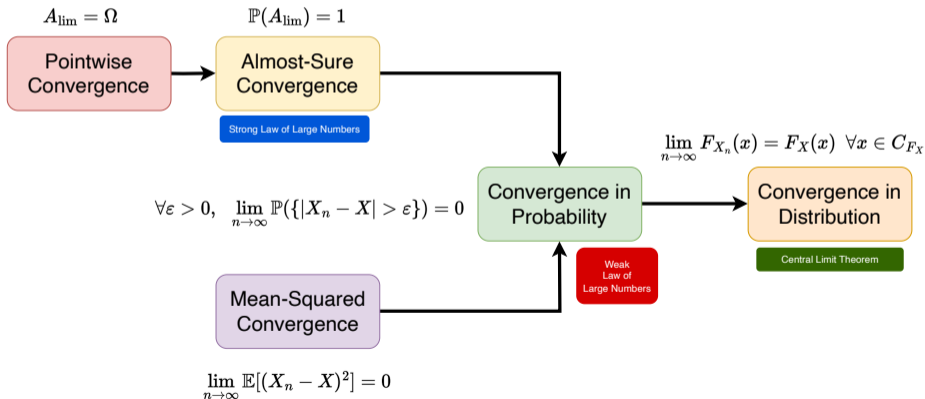 A_lim = Ω
ℙ(A_lim) = 1
Pointwise
Convergence
Almost-Sure
Convergence
Strong Law of Large Numbers
lim_{n→∞} F_{X_n}(x) = F_X(x) ∀x ∈ C_{F_X}
∀ε > 0, lim_{n→∞} ℙ({|X_n − X| > ε}) = 0
Convergence in
Probability
Convergence in
Distribution
Weak
Law of
Large Numbers
Central Limit Theorem
Mean-Squared
Convergence
lim_{n→∞} 𝔼[(X_n − X)²] = 0